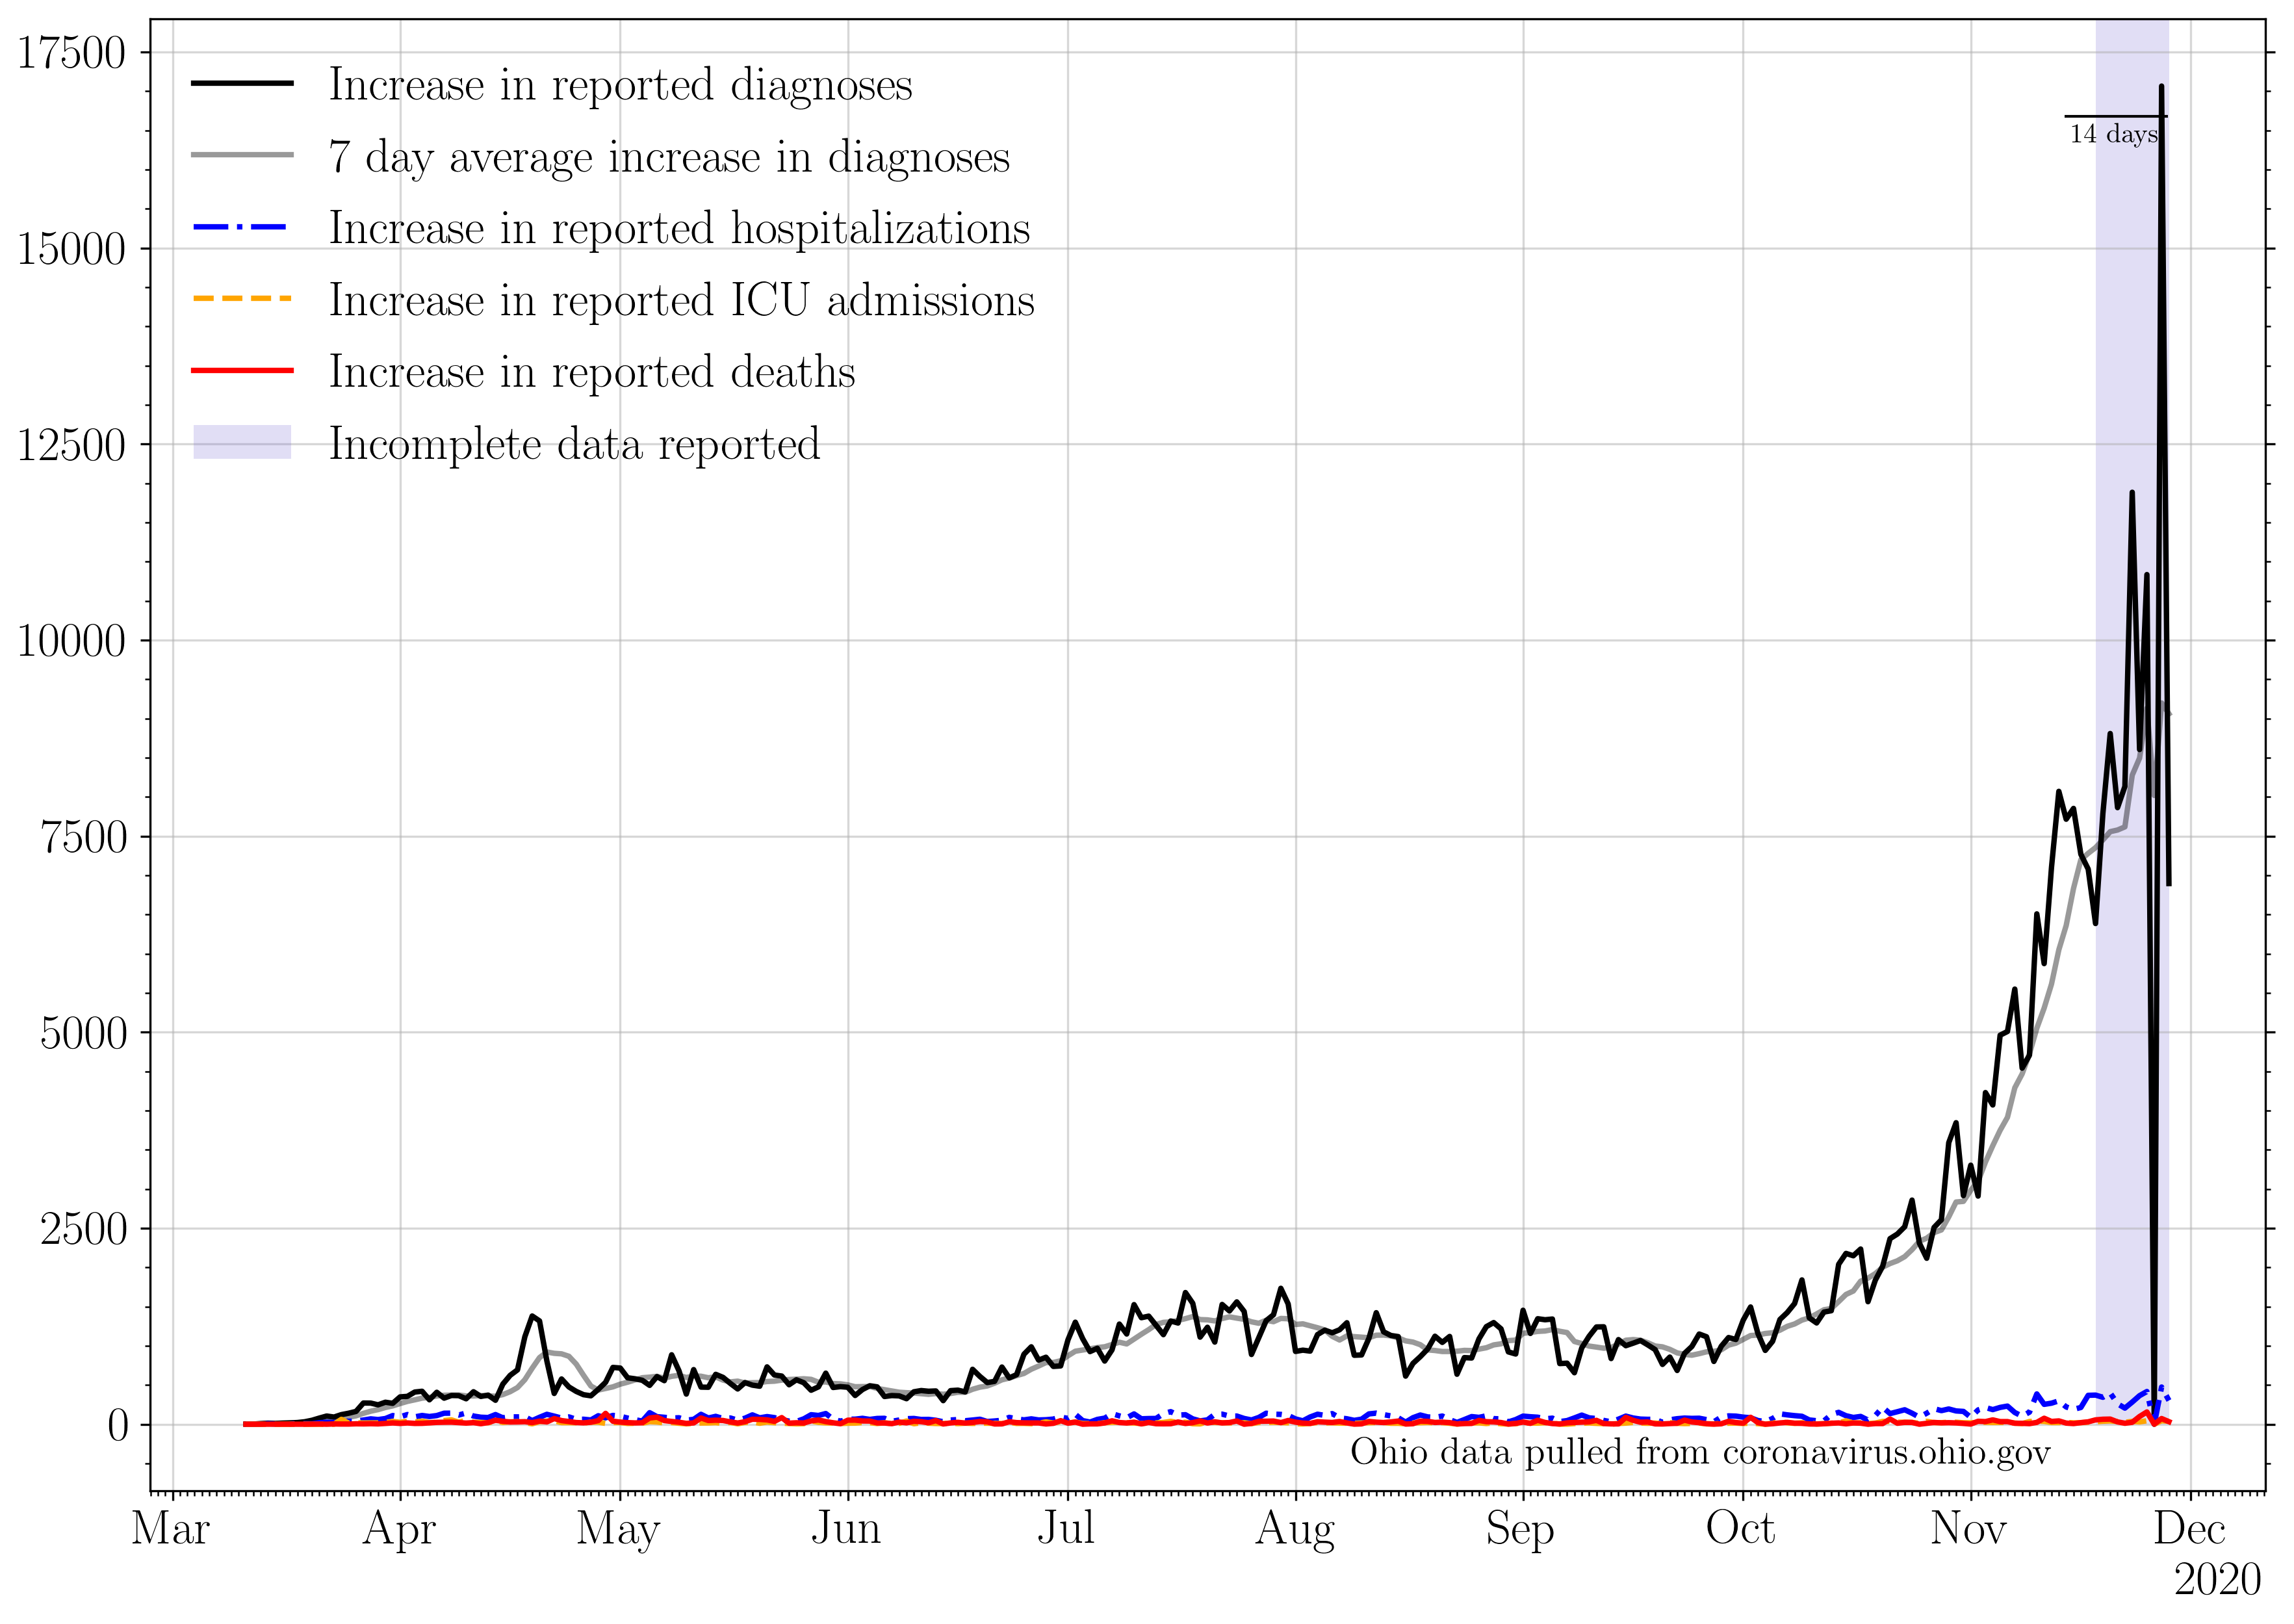 17500
15000
12500
10000
7500
5000
2500
0
Increase in reported diagnoses
7 day average increase in diagnoses
Increase in reported hospitalizations
Increase in reported ICU admissions
Increase in reported deaths
Incomplete data reported
14 days
Ohio data pulled from coronavirus.ohio.gov
Mar Apr May Jun Jul Aug Sep Oct Nov Dec
2020